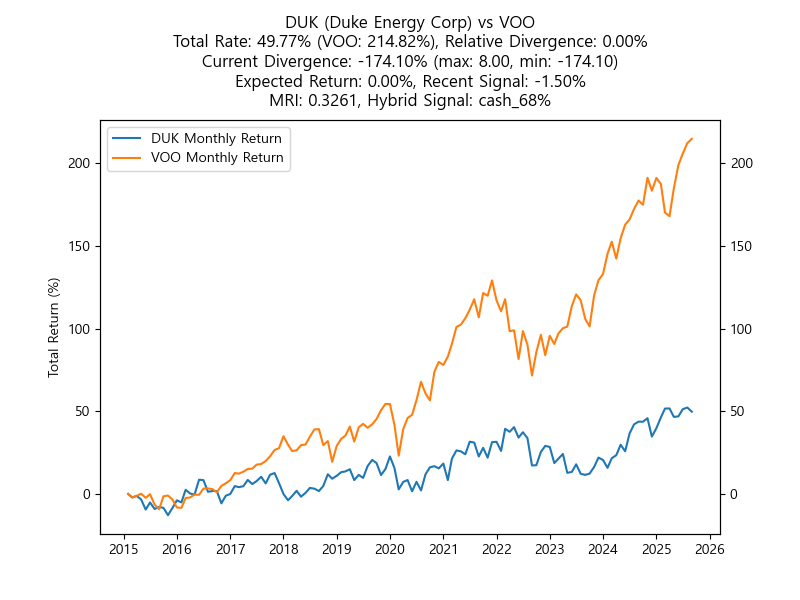 DUK (Duke Energy Corp) vs VOO
Total Rate: 49.77% (VOO: 214.82%), Relative Divergence: 0.00%
Current Divergence: -174.10% (max: 8.00, min: -174.10)
Expected Return: 0.00%, Recent Signal: -1.50%
MRI: 0.3261, Hybrid Signal: cash_68%
DUK Monthly Return
VOO Monthly Return
200
150
100
50
0
Total Return (%)
200
150
100
50
0
2015 2016 2017 2018 2019 2020 2021 2022 2023 2024 2025 2026